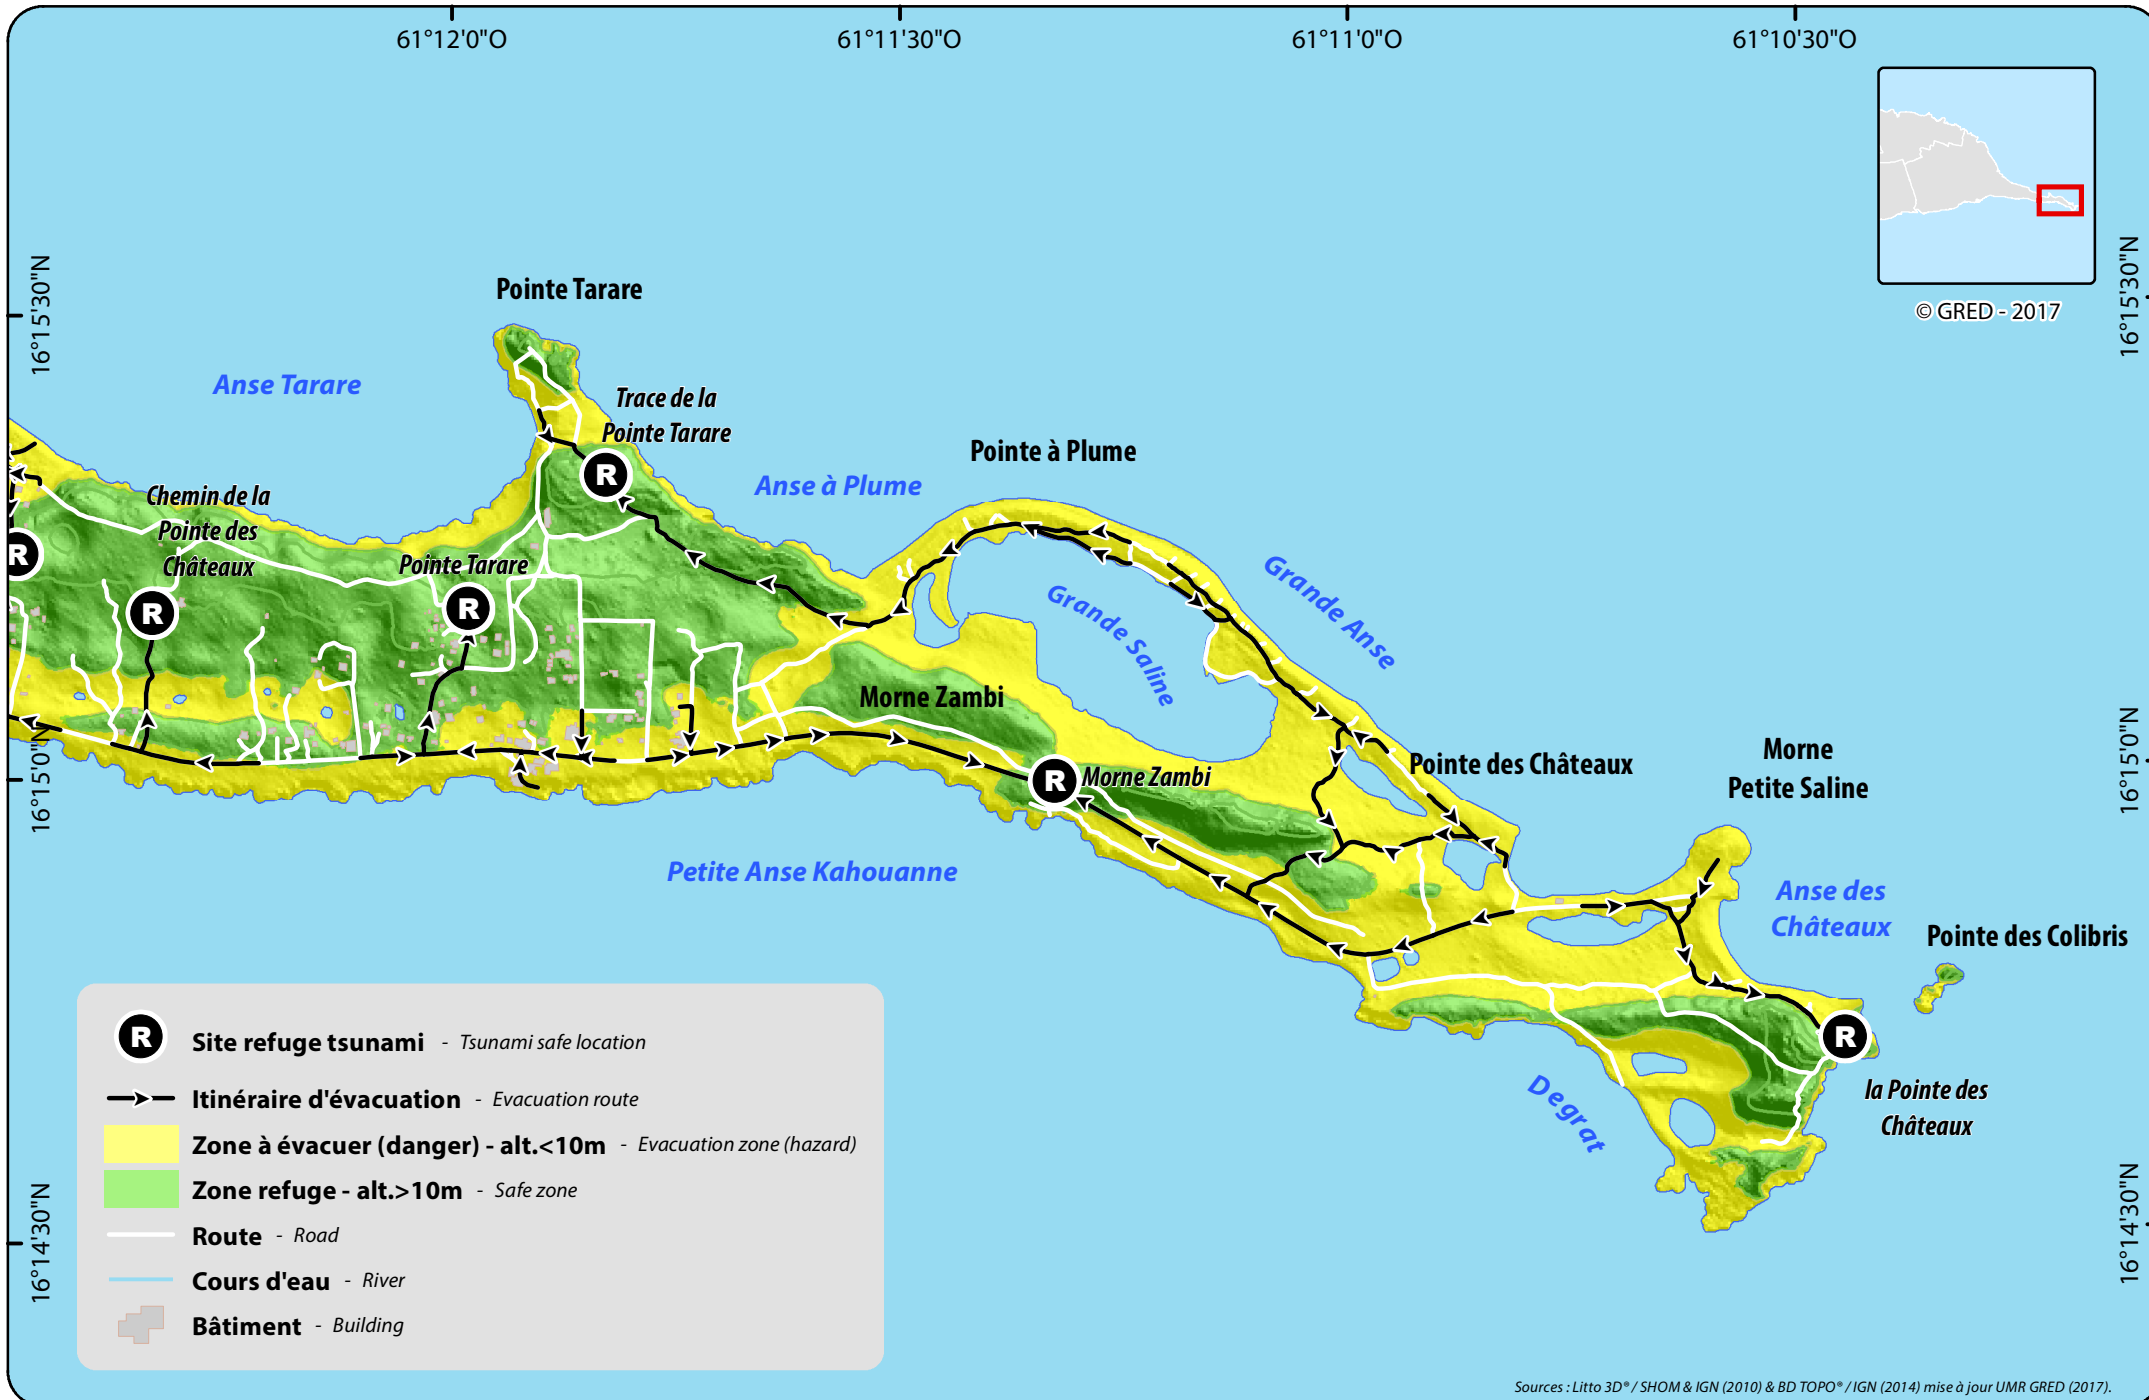 61°12'0"O
61°11'30"O
61°11'0"O
61°10'30"O
© GRED - 2017
16°15'30"N
16°15'30"N
Pointe Tarare
Anse Tarare
Trace de la
Pointe Tarare
Pointe à Plume
Anse à Plume
Chemin de la
Pointe des
Châteaux
R
R
Pointe Tarare
R
R
Grande Anse
Grande Saline
Morne Zambi
16°15'0"N
16°15'0"N
R
Morne Zambi
Pointe des Châteaux
Morne
Petite Saline
Petite Anse Kahouanne
Anse des
Châteaux
Pointe des Colibris
R
la Pointe des
Châteaux
Degrat
R
Site refuge tsunami - Tsunami safe location
Itinéraire d'évacuation - Evacuation route
Zone à évacuer (danger) - alt.<10m - Evacuation zone (hazard)
Zone refuge - alt.>10m - Safe zone
Route - Road
Cours d'eau - River
Bâtiment - Building
16°14'30"N
16°14'30"N
Sources : Litto 3D® / SHOM & IGN (2010) & BD TOPO® / IGN (2014) mise à jour UMR GRED (2017).